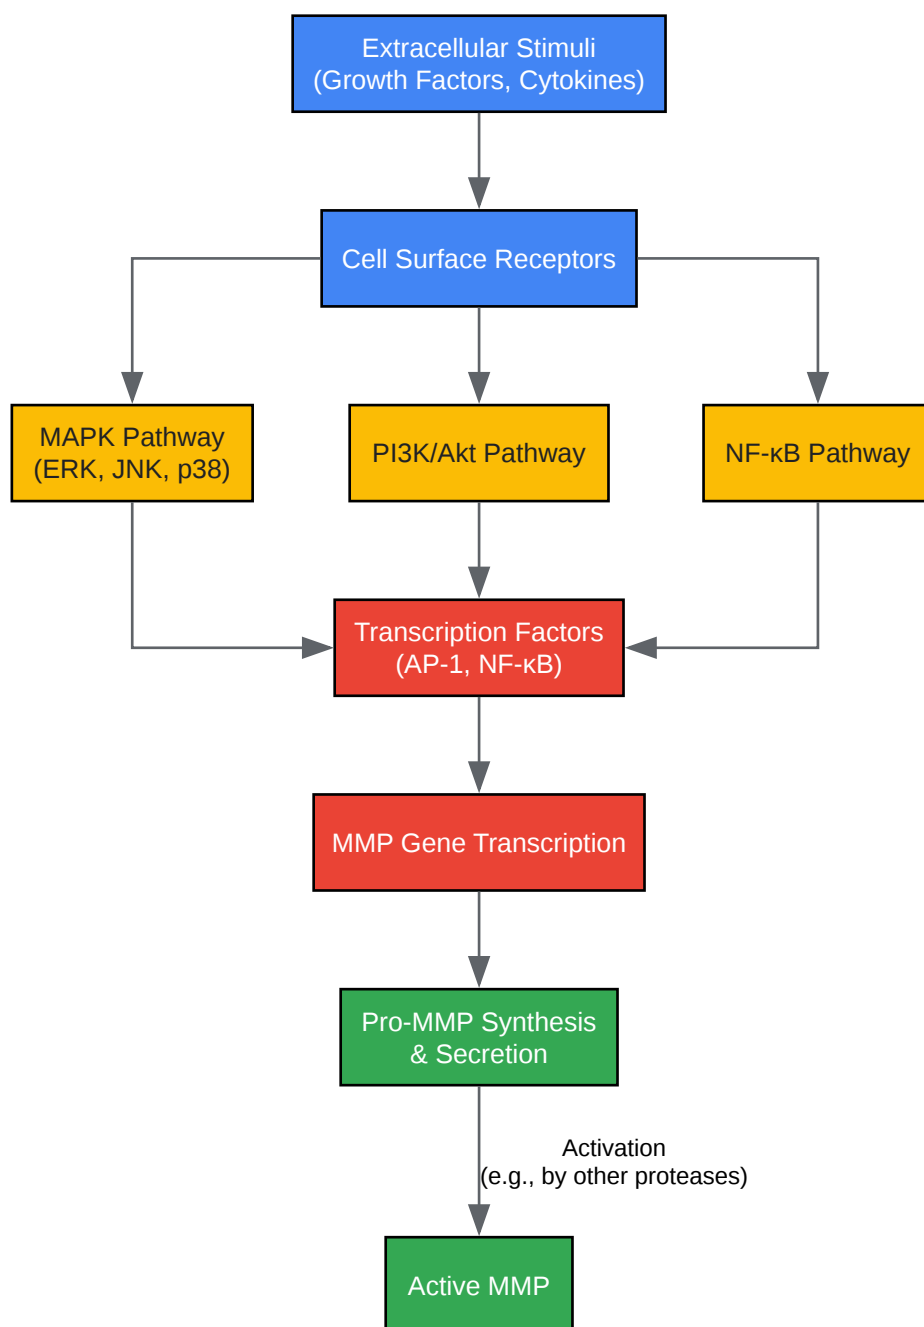 Extracellular Stimuli
(Growth Factors, Cytokines)
Cell Surface Receptors
MAPK Pathway
(ERK, JNK, p38)
PI3K/Akt Pathway
NF-κB Pathway
Transcription Factors
(AP-1, NF-κB)
MMP Gene Transcription
Pro-MMP Synthesis
& Secretion
Activation
(e.g., by other proteases)
Active MMP